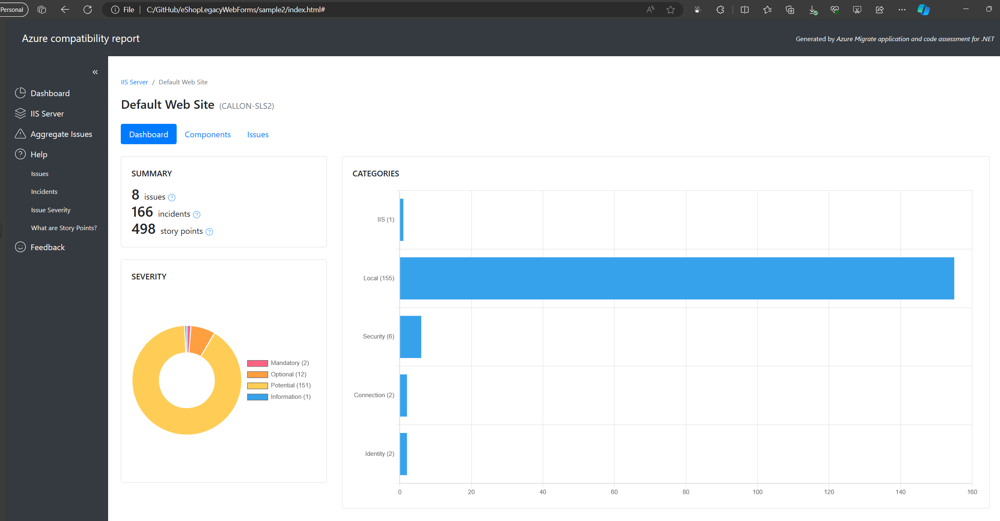 Personal
File
C:/GitHub/eShopLegacyWebForms/sample2/index.html#
Azure compatibility report
Generated by Azure Migrate application and code assessment for .NET
«
Dashboard
IIS Server
Aggregate Issues
Help
Issues
Incidents
Issue Severity
What are Story Points?
Feedback
IIS Server / Default Web Site
Default Web Site (CALLON-SLS2)
Dashboard
Components
Issues
SUMMARY
8 issues ?
166 incidents ?
498 story points ?
SEVERITY
Mandatory (2)
Optional (12)
Potential (151)
Information (1)
CATEGORIES
IIS (1)
Local (155)
Security (6)
Connection (2)
Identity (2)
0 20 40 60 80 100 120 140 160